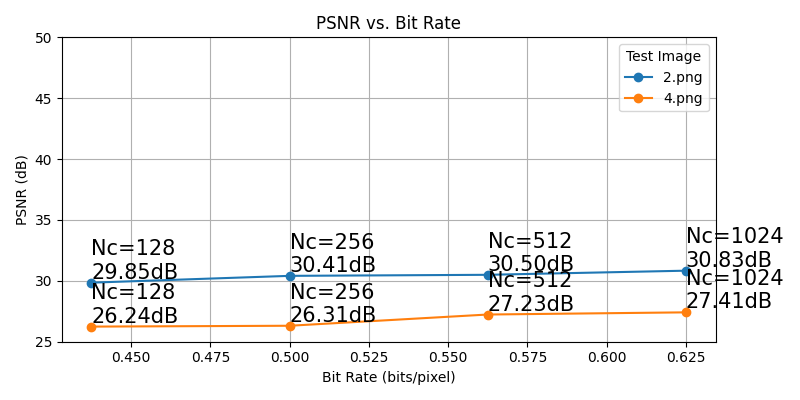 PSNR vs. Bit Rate
PSNR (dB)
50
45
40
35
30
25
Test Image
2.png
4.png
Nc=128
29.85dB
Nc=256
30.41dB
Nc=512
30.50dB
Nc=1024
30.83dB
Nc=128
26.24dB
Nc=256
26.31dB
Nc=512
27.23dB
Nc=1024
27.41dB
0.450
0.475
0.500
0.525
0.550
0.575
0.600
0.625
Bit Rate (bits/pixel)